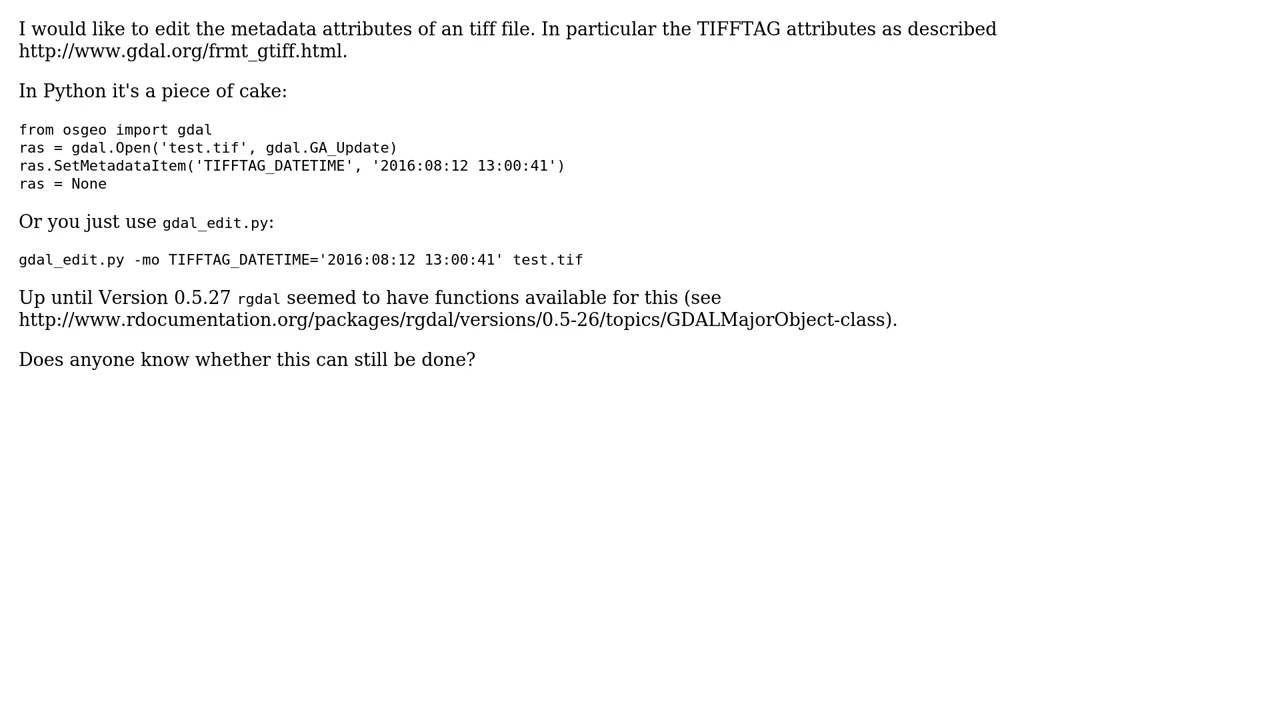 I would like to edit the metadata attributes of an tiff file. In particular the TIFFTAG attributes as described
http://www.gdal.org/frmt_gtiff.html.
In Python it's a piece of cake:
from osgeo import gdal
ras = gdal.Open('test.tif', gdal.GA_Update)
ras.SetMetadataItem('TIFFTAG_DATETIME', '2016:08:12 13:00:41')
ras = None
Or you just use gdal_edit.py:
gdal_edit.py -mo TIFFTAG_DATETIME='2016:08:12 13:00:41' test.tif
Up until Version 0.5.27 rgdal seemed to have functions available for this (see
http://www.rdocumentation.org/packages/rgdal/versions/0.5-26/topics/GDALMajorObject-class).
Does anyone know whether this can still be done?